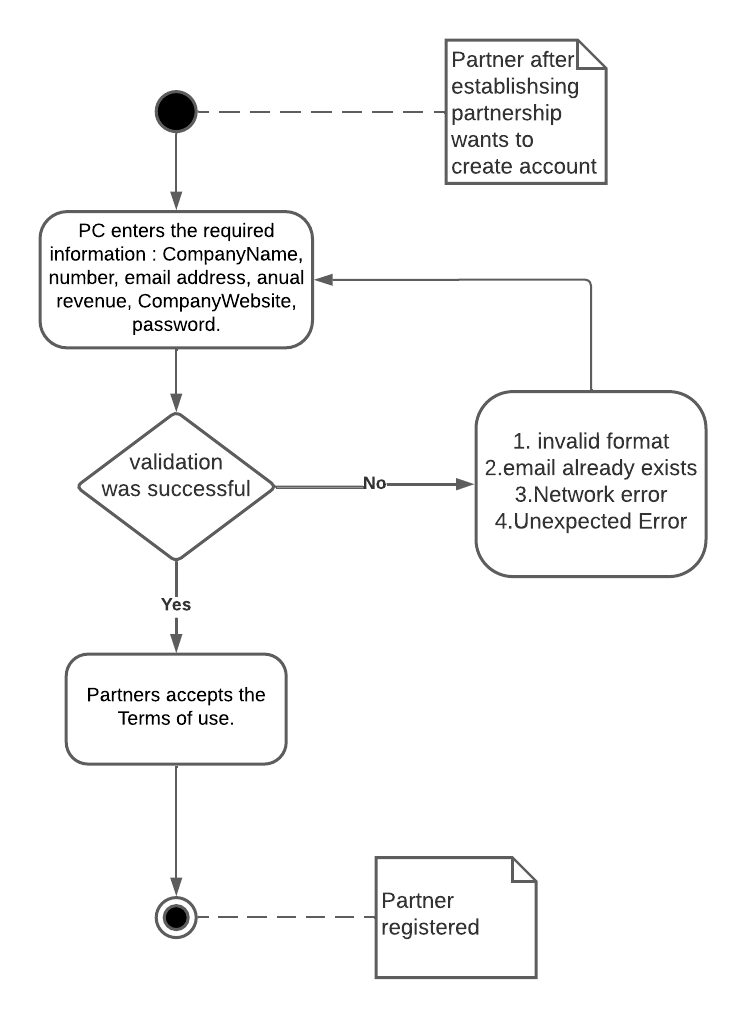 Partner after
establishsing
partnership
wants to
create account
PC enters the required
information : CompanyName,
number, email address, anual
revenue, CompanyWebsite,
password.
validation
was successful
No
1. invalid format
2.email already exists
3.Network error
4.Unexpected Error
Yes
Partners accepts the
Terms of use.
Partner
registered